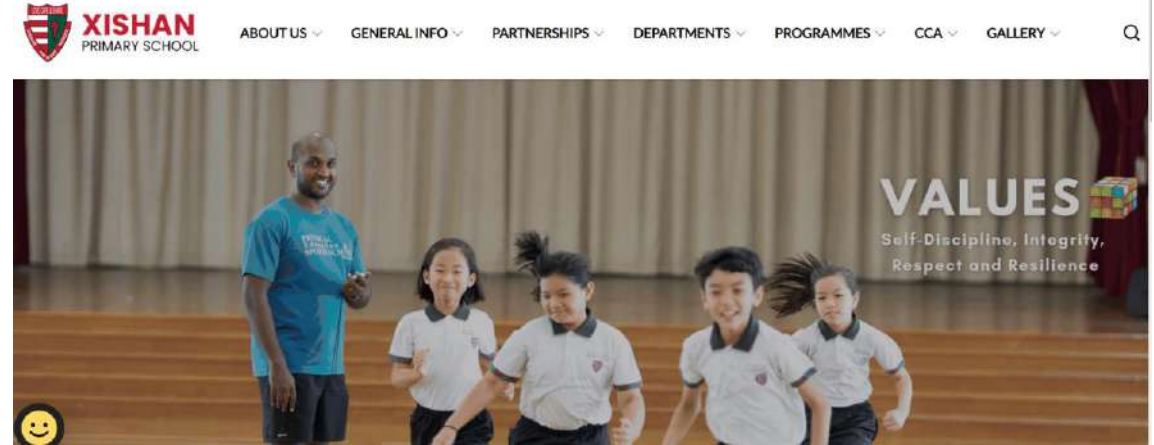 XISHAN
PRIMARY SCHOOL
ABOUT US
GENERAL INFO
PARTNERSHIPS
DEPARTMENTS
PROGRAMMES
CCA
GALLERY
VALUES
Self-Discipline, Integrity,
Respect and Resilience